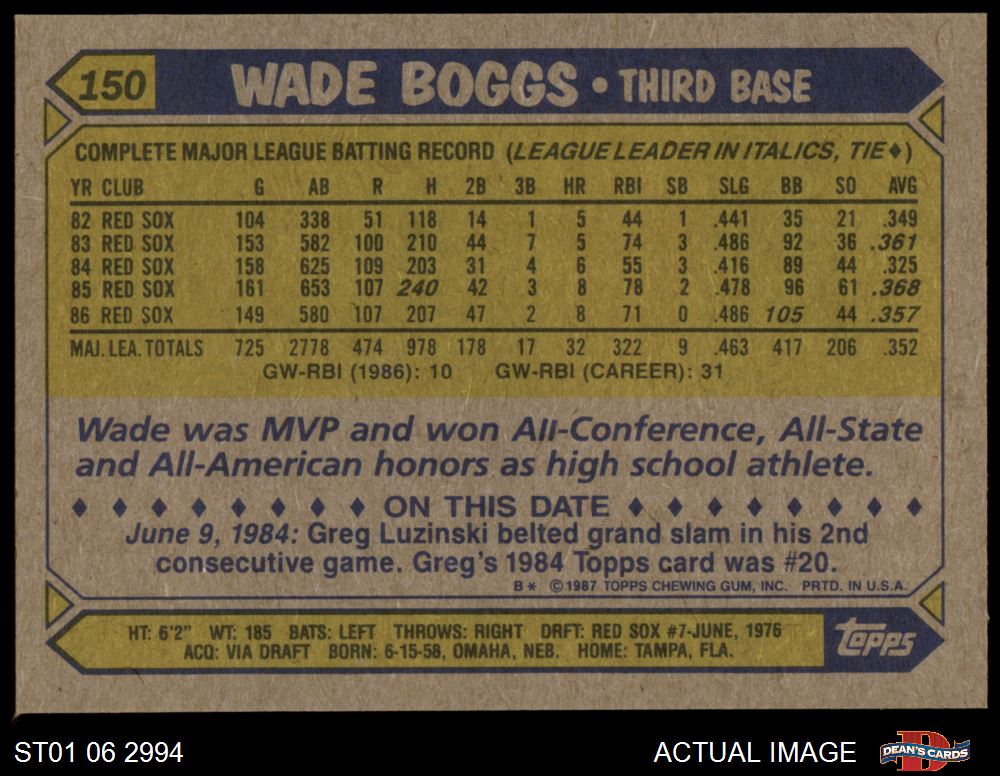 150 WADE BOGGS • THIRD BASE
COMPLETE MAJOR LEAGUE BATTING RECORD (LEAGUE LEADER IN ITALICS, TIE♦)
YR CLUB G AB R H 2B 3B HR RBI SB SLG BB SO AVG
82 RED SOX 104 338 51 118 14 1 5 44 1 .441 35 21 .349
83 RED SOX 153 582 100 210 44 7 5 74 3 .486 92 36 .361
84 RED SOX 158 625 109 203 31 4 6 55 3 .416 89 44 .325
85 RED SOX 161 653 107 240 42 3 8 78 2 .478 96 61 .368
86 RED SOX 149 580 107 207 47 2 8 71 0 .486 105 44 .357
MAJ. LEA. TOTALS 725 2778 474 978 178 17 32 322 9 .463 417 206 .352
GW-RBI (1986): 10 GW-RBI (CAREER): 31
Wade was MVP and won All-Conference, All-State
and All-American honors as high school athlete.
♦ ♦ ♦ ♦ ♦ ♦ ♦ ♦ ON THIS DATE ♦ ♦ ♦ ♦ ♦ ♦ ♦ ♦
June 9, 1984: Greg Luzinski belted grand slam in his 2nd
consecutive game. Greg's 1984 Topps card was #20.
B* ©1987 TOPPS CHEWING GUM, INC. PRTD. IN U.S.A.
HT: 6'2" WT: 185 BATS: LEFT THROWS: RIGHT DRFT: RED SOX #7-JUNE, 1976
ACQ: VIA DRAFT BORN: 6-15-58, OMAHA, NEB. HOME: TAMPA, FLA.
topps
ST01 06 2994 ACTUAL IMAGE D DEAN'S CARDS